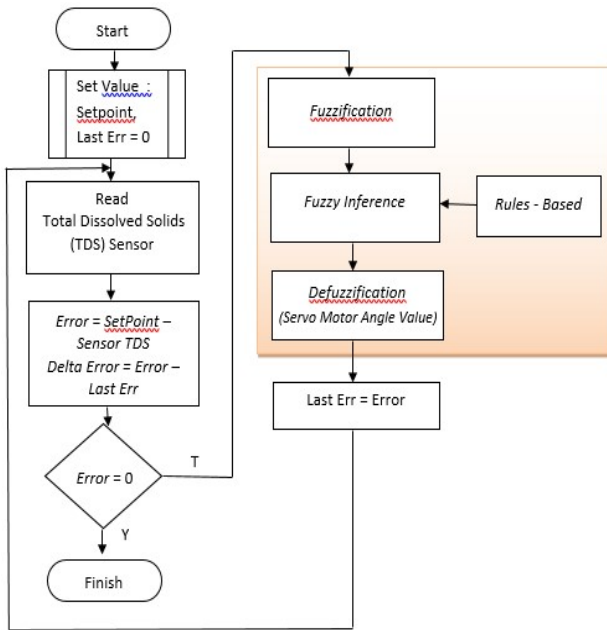 Start
Set Value :
Setpoint,
Last Err = 0
Read
Total Dissolved Solids
(TDS) Sensor
Error = SetPoint –
Sensor TDS
Delta Error = Error –
Last Err
Error = 0
T
Y
Finish
Fuzzification
Fuzzy Inference
Rules - Based
Defuzzification
(Servo Motor Angle Value)
Last Err = Error